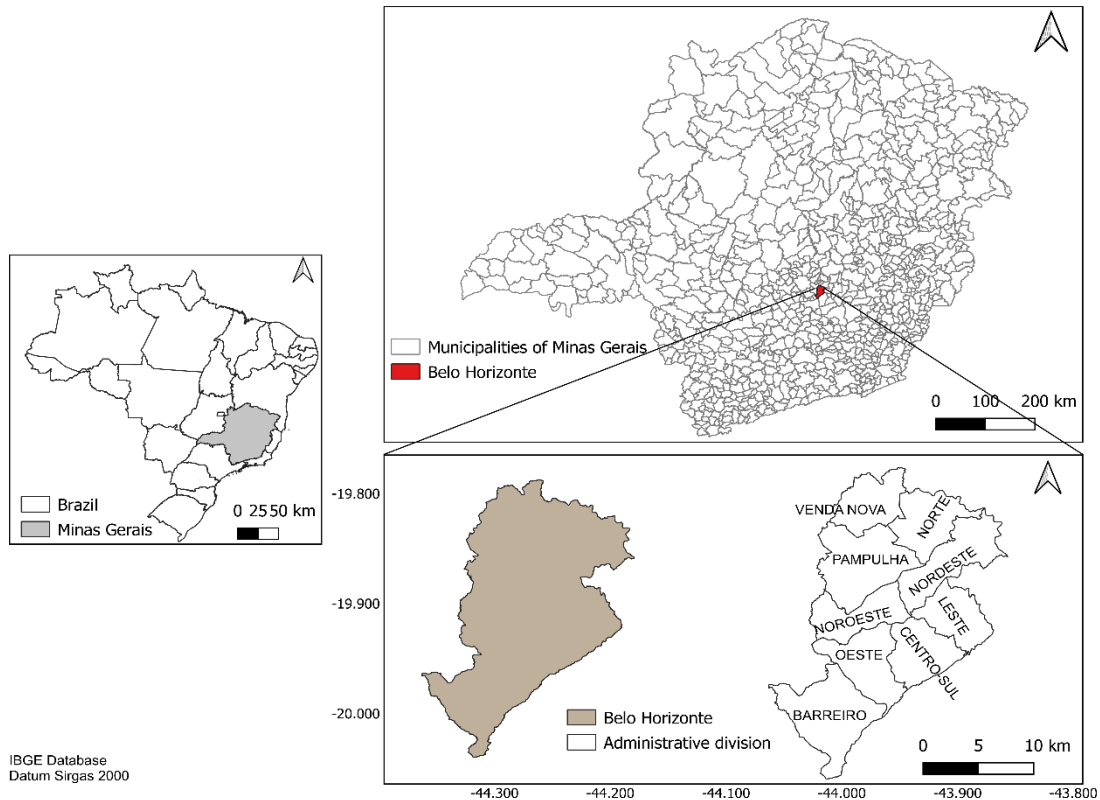 Municipalities of Minas Gerais
Belo Horizonte
0 100 200 km
Brazil
Minas Gerais
0 2550 km
-19.800
-19.900
-20.000
VENDA NOVA
NORTE
PAMPULHA
NORDESTE
NOROESTE
LESTE
OESTE
CENTRO-SUL
BARREIRO
Belo Horizonte
Administrative division
0 5 10 km
IBGE Database
Datum Sirgas 2000
-44.300 -44.200 -44.100 -44.000 -43.900 -43.800